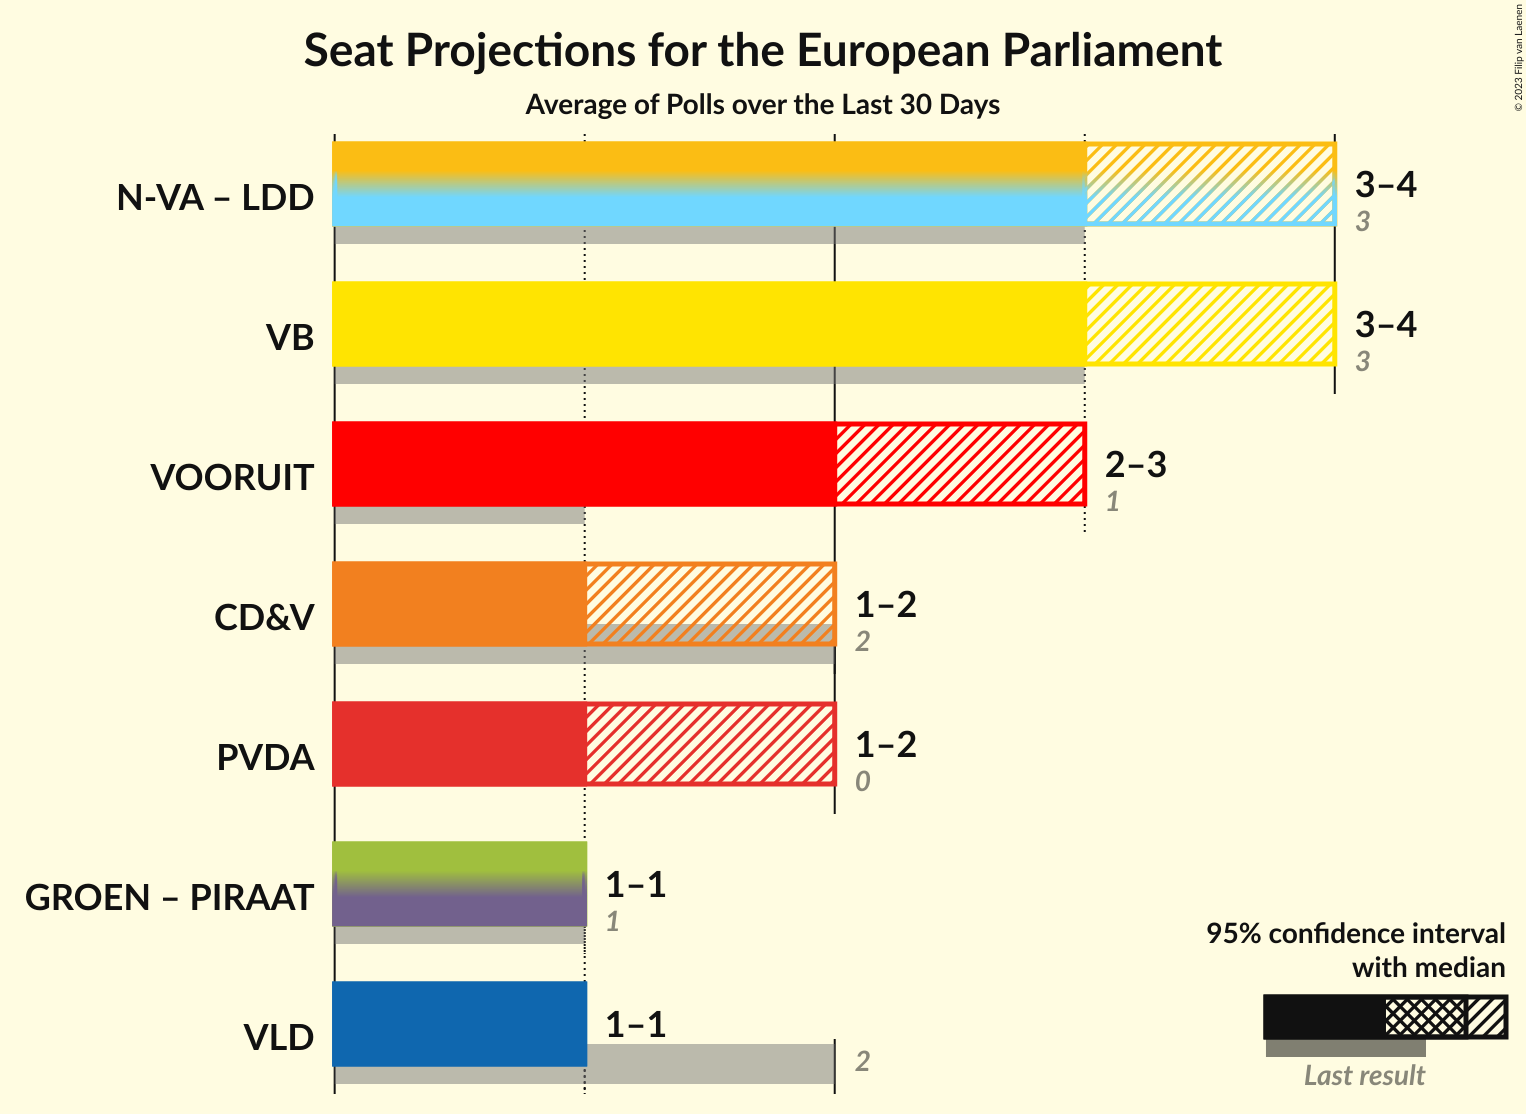 Seat Projections for the European Parliament
Average of Polls over the Last 30 Days
© 2023 Filip van Laenen
N-VA – LDD
3–4
3
VB
3–4
3
VOORUIT
2–3
1
CD&V
1–2
2
PVDA
1–2
0
GROEN – PIRAAT
1–1
1
VLD
1–1
2
95% confidence interval
with median
Last result